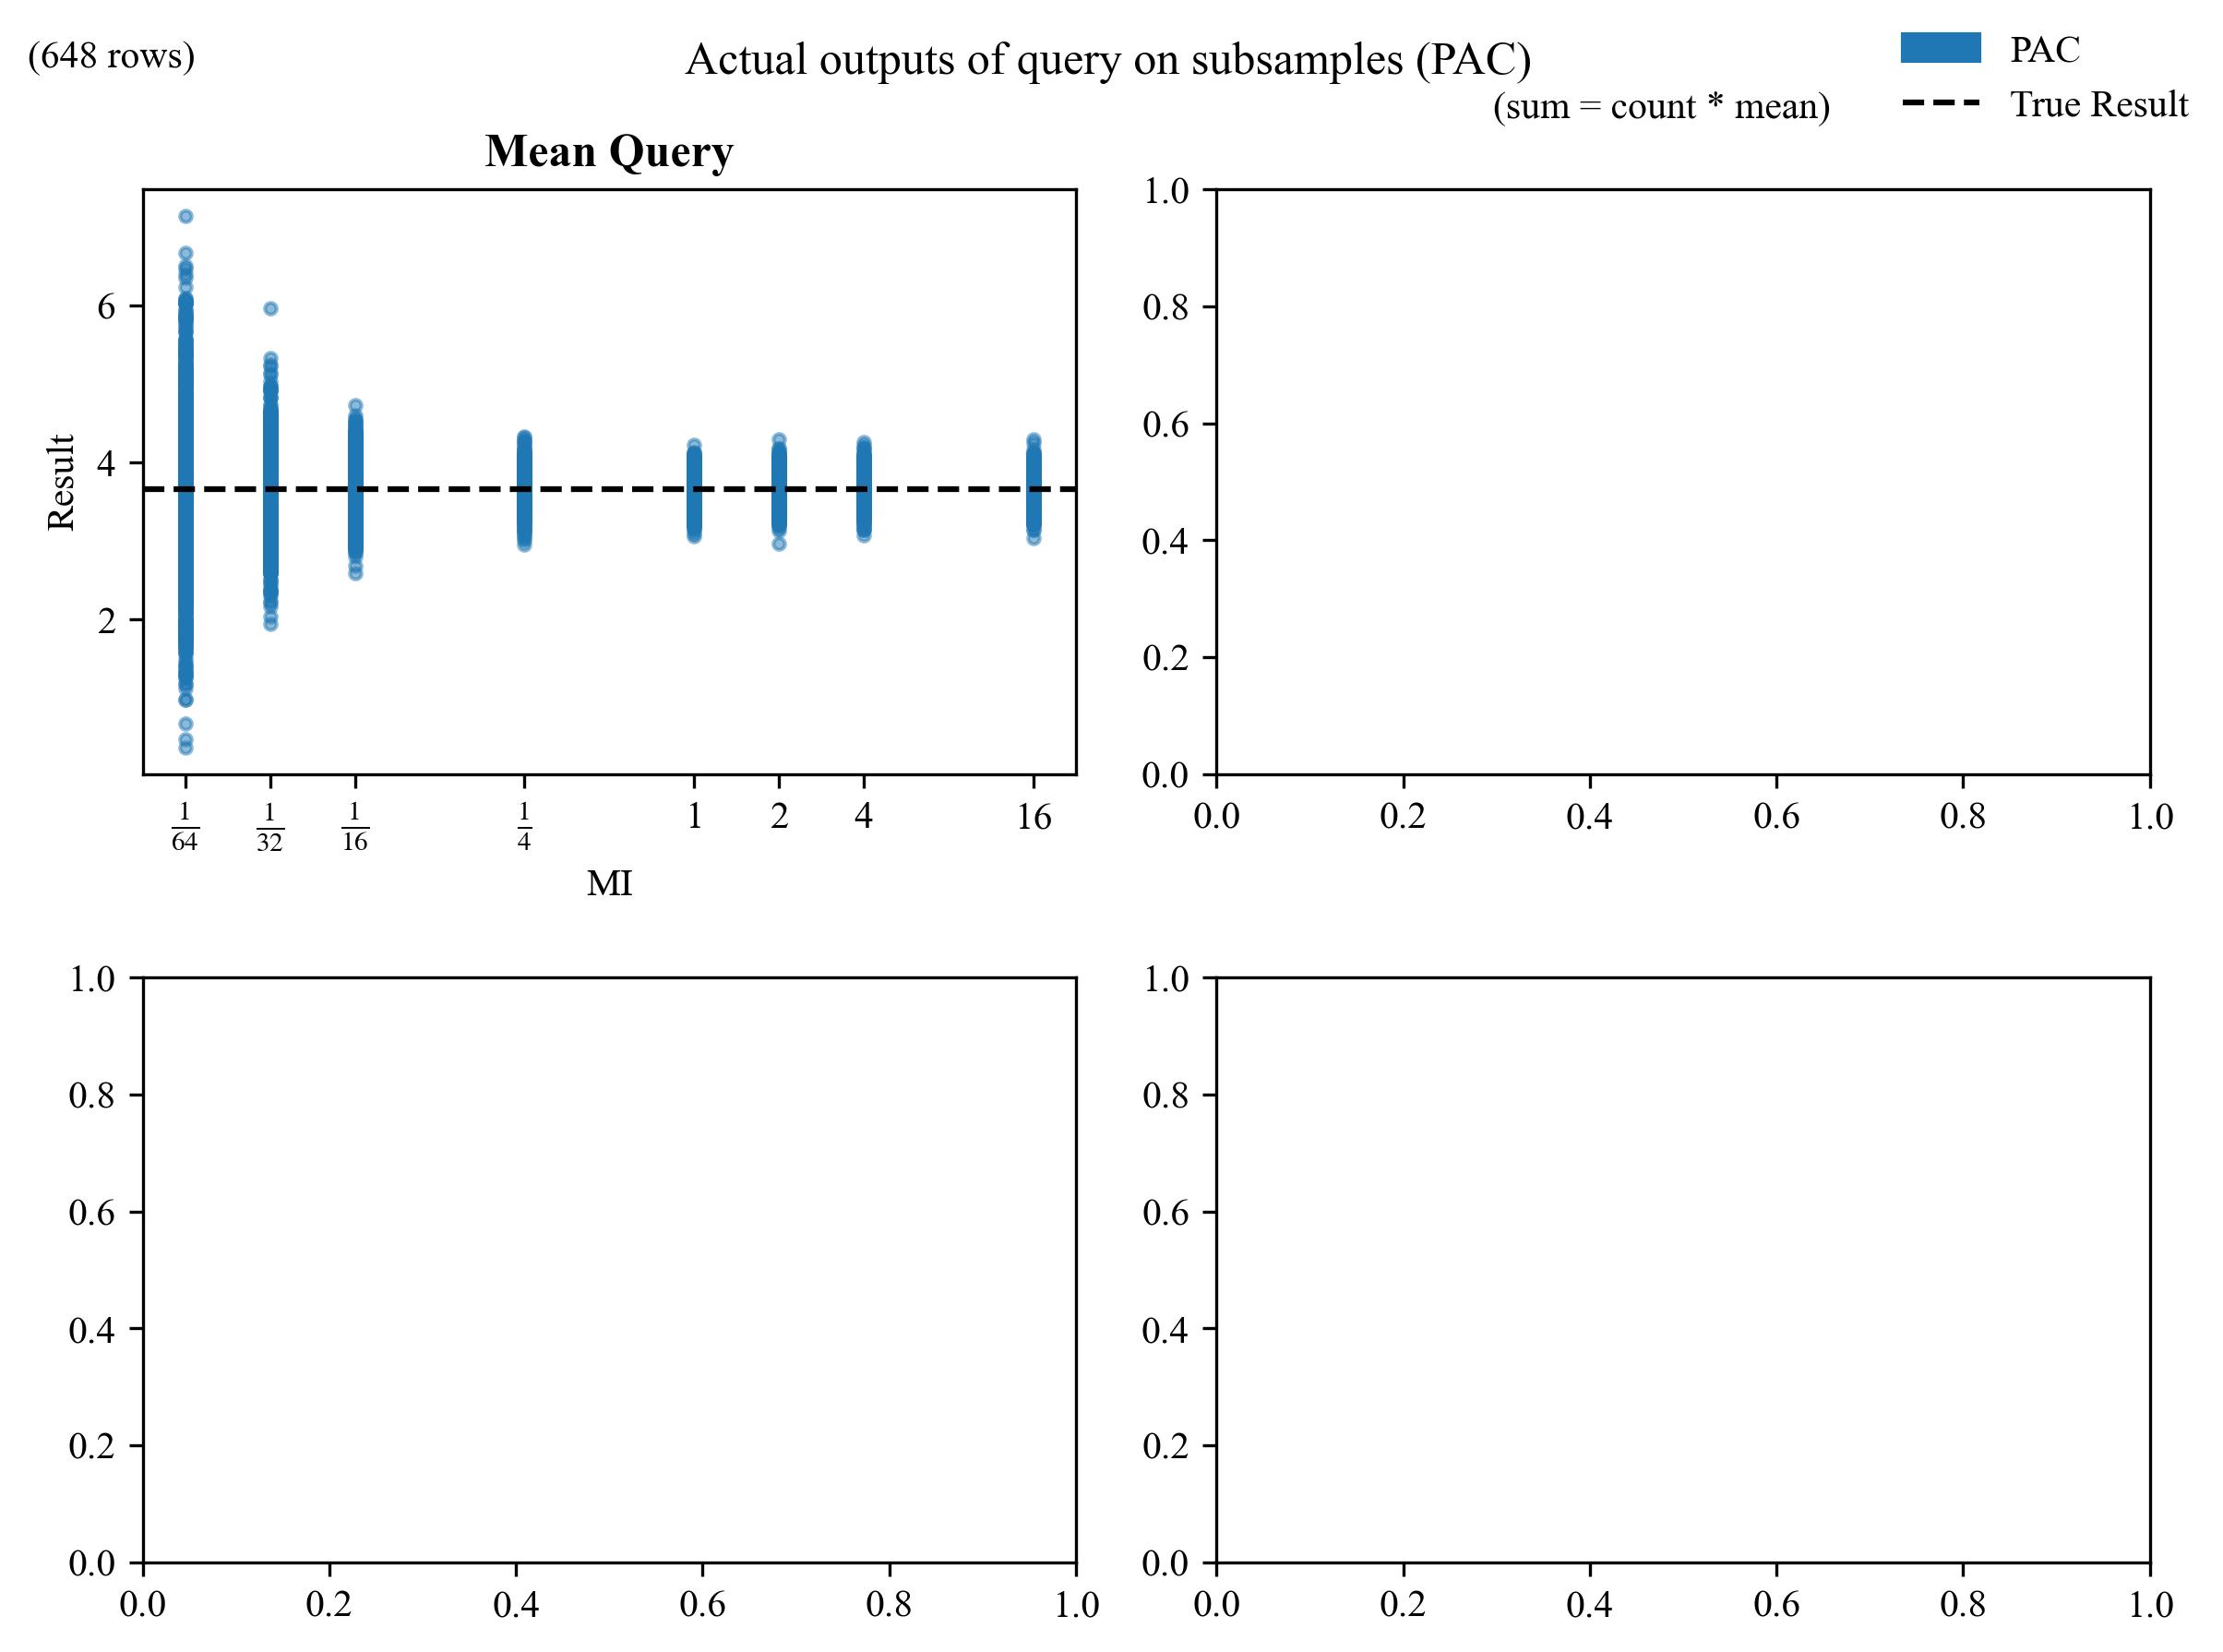 (648 rows)
Actual outputs of query on subsamples (PAC)
PAC
(sum = count * mean)
True Result
Mean Query
Result
6
4
2
1/64 1/32 1/16 1/4 1 2 4 16
MI
1.0
0.8
0.6
0.4
0.2
0.0
0.0 0.2 0.4 0.6 0.8 1.0
1.0
0.8
0.6
0.4
0.2
0.0
0.0 0.2 0.4 0.6 0.8 1.0
1.0
0.8
0.6
0.4
0.2
0.0
0.0 0.2 0.4 0.6 0.8 1.0